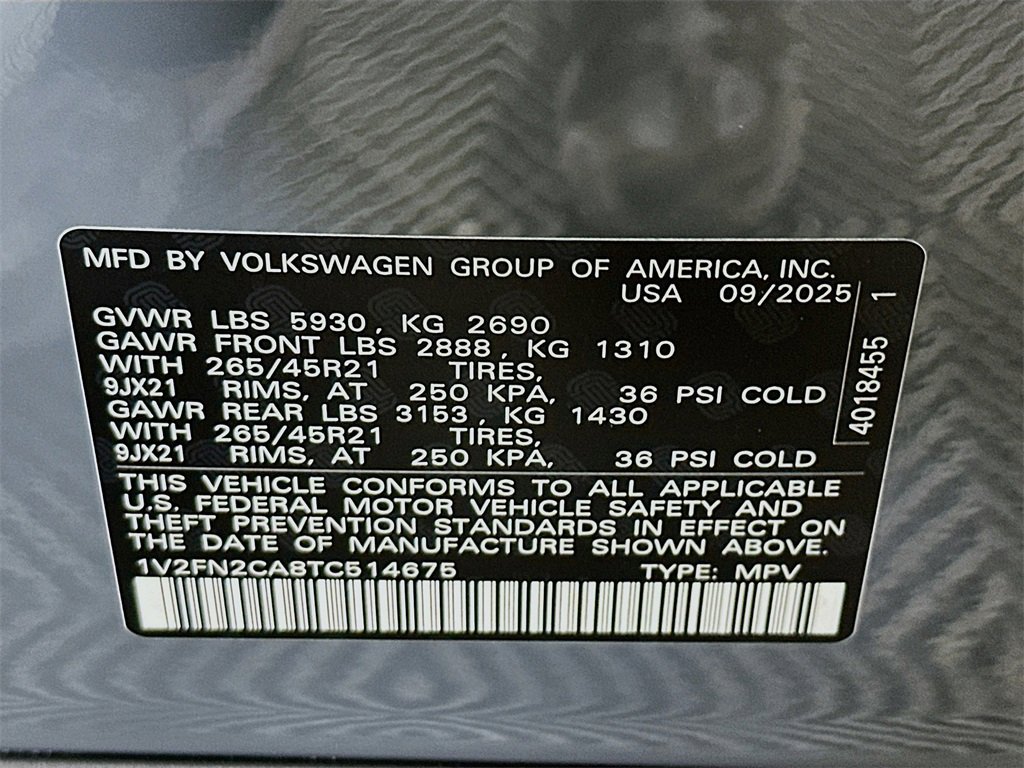 MFD BY VOLKSWAGEN GROUP OF AMERICA, INC.
USA 09/2025
GVWR LBS 5930, KG 2690
GAWR FRONT LBS 2888, KG 1310
WITH 265/45R21 TIRES,
9JX21 RIMS, AT 250 KPA, 36 PSI COLD
GAWR REAR LBS 3153, KG 1430
WITH 265/45R21 TIRES,
9JX21 RIMS, AT 250 KPA, 36 PSI COLD
THIS VEHICLE CONFORMS TO ALL APPLICABLE
U.S. FEDERAL MOTOR VEHICLE SAFETY AND
THEFT PREVENTION STANDARDS IN EFFECT ON
THE DATE OF MANUFACTURE SHOWN ABOVE.
1V2FN2CA8TC514675 TYPE: MPV
4018455 1